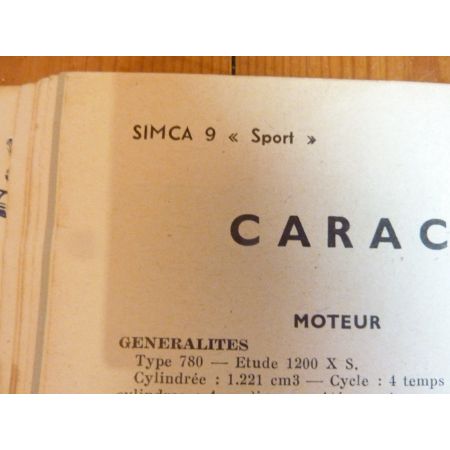 SIMCA 9 « Sport »
CARAC
MOTEUR
GENERALITES
Type 780 — Etude 1200 X S.
Cylindrée : 1.221 cm3 — Cycle : 4 temps